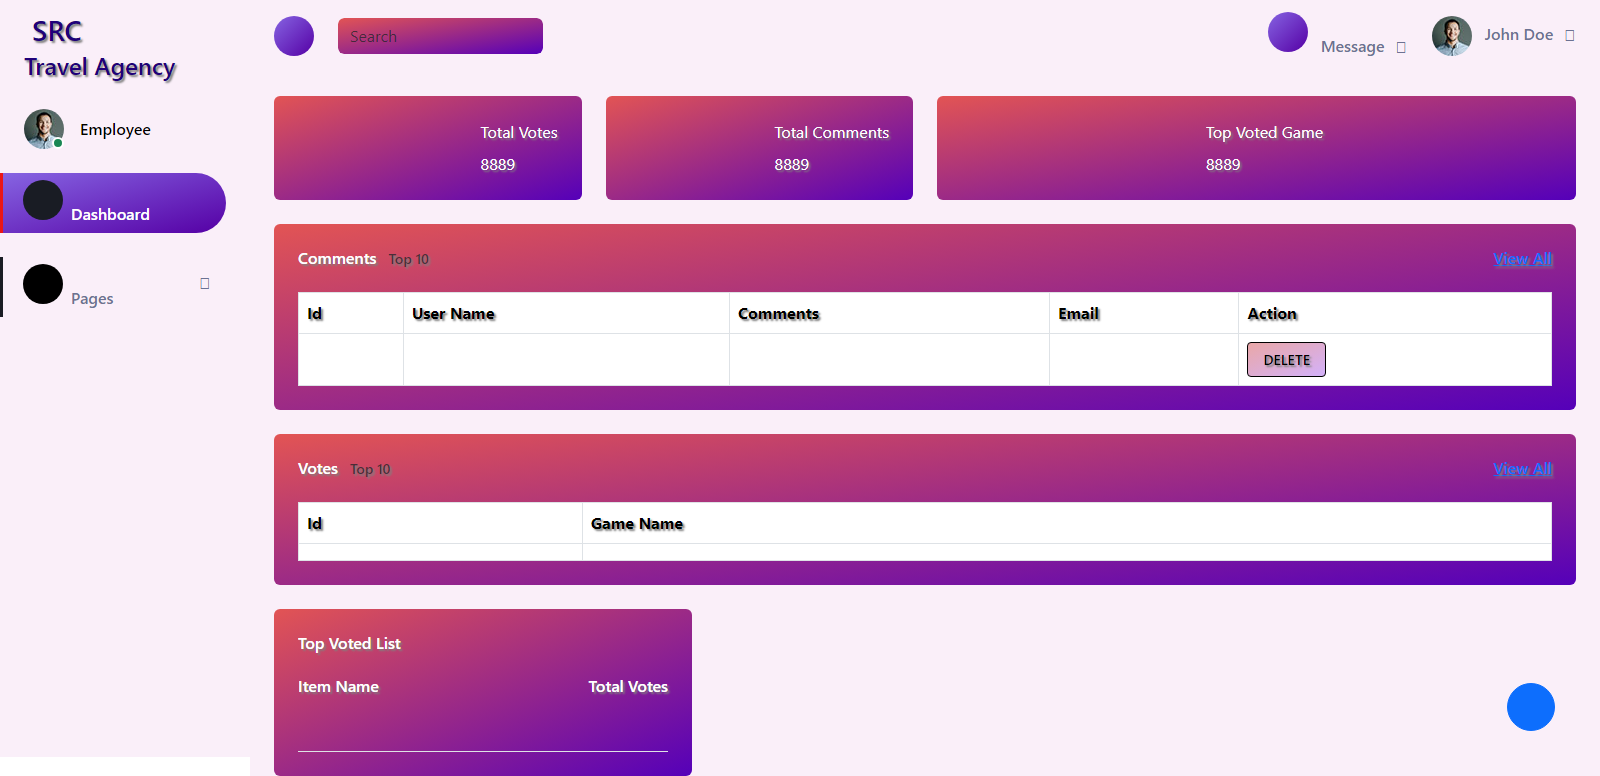 SRC
Travel Agency
Search
Message
John Doe
Employee
Dashboard
Pages
Total Votes
8889
Total Comments
8889
Top Voted Game
8889
Comments Top 10 View All
Id User Name Comments Email Action
DELETE
Votes Top 10 View All
Id Game Name
Top Voted List
Item Name Total Votes